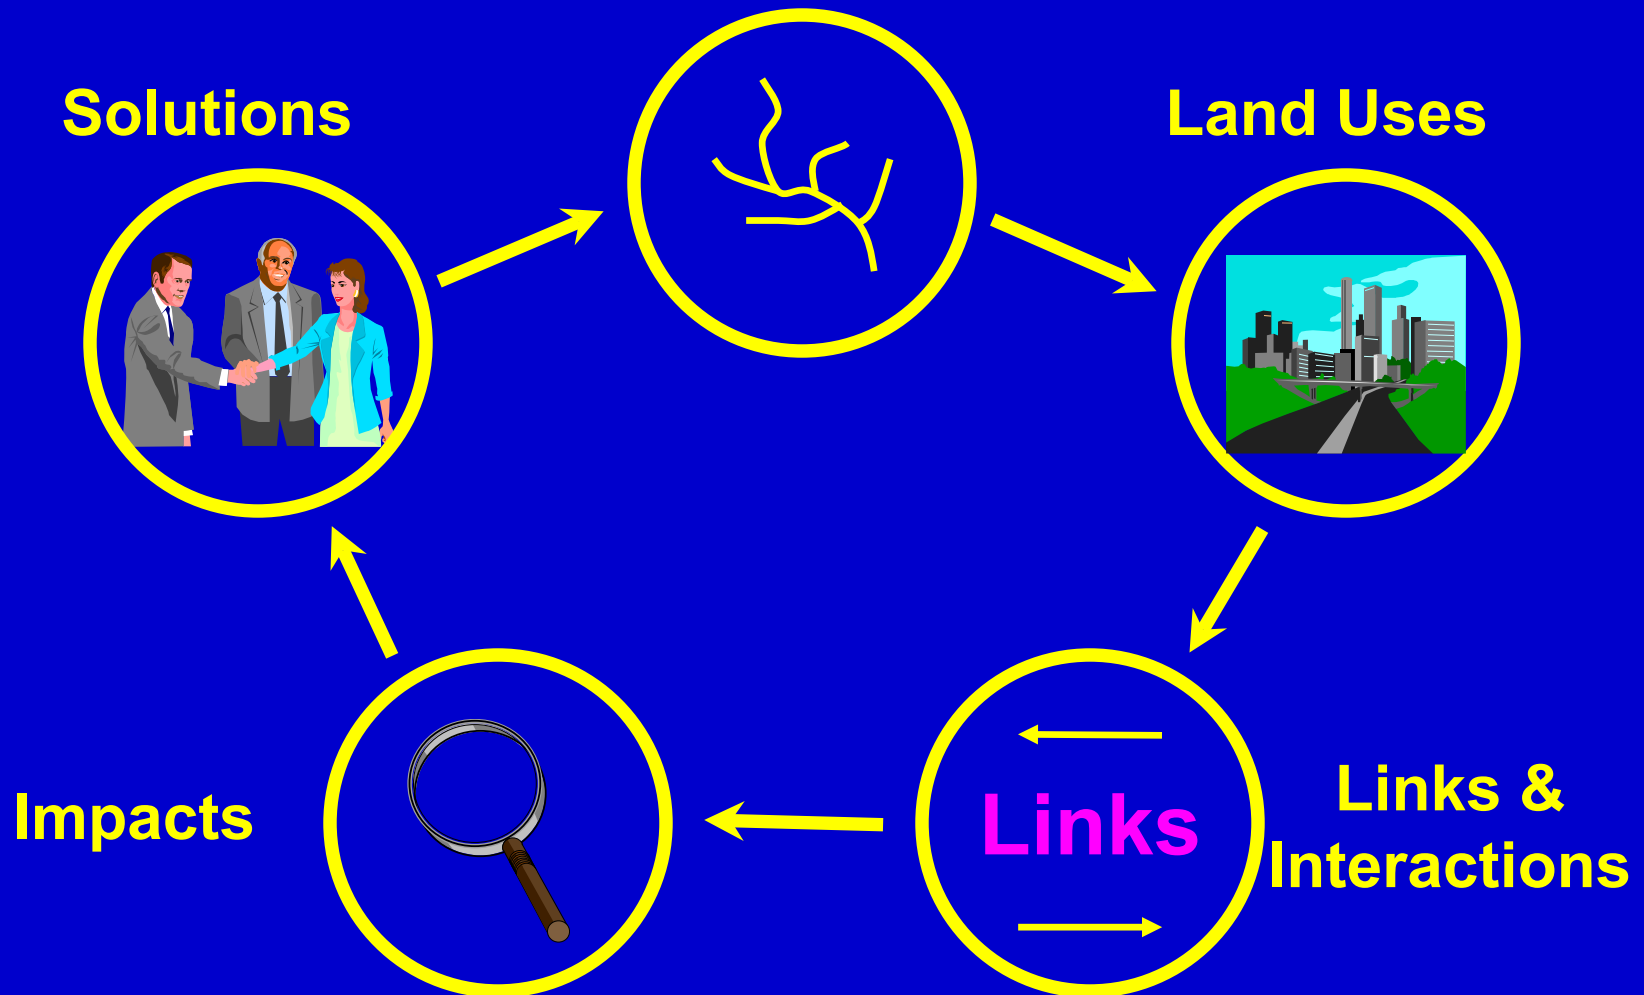 Solutions
Land Uses
Links
Links &
Interactions
Impacts